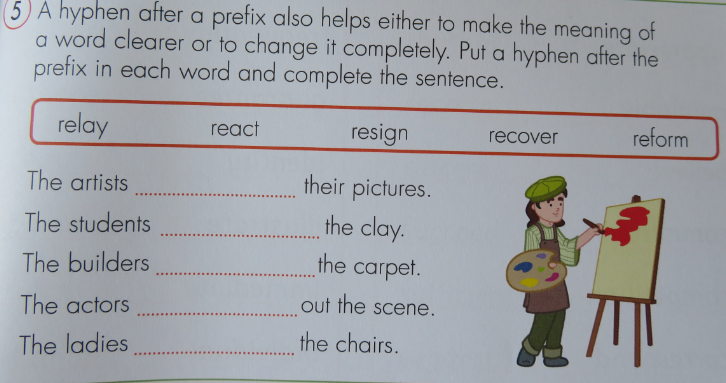 5 A hyphen after a prefix also helps either to make the meaning of
a word clearer or to change it completely. Put a hyphen after the
prefix in each word and complete the sentence.
relay react resign recover reform
The artists ........................ their pictures.
The students ........................ the clay.
The builders ........................ the carpet.
The actors ........................ out the scene.
The ladies ........................ the chairs.